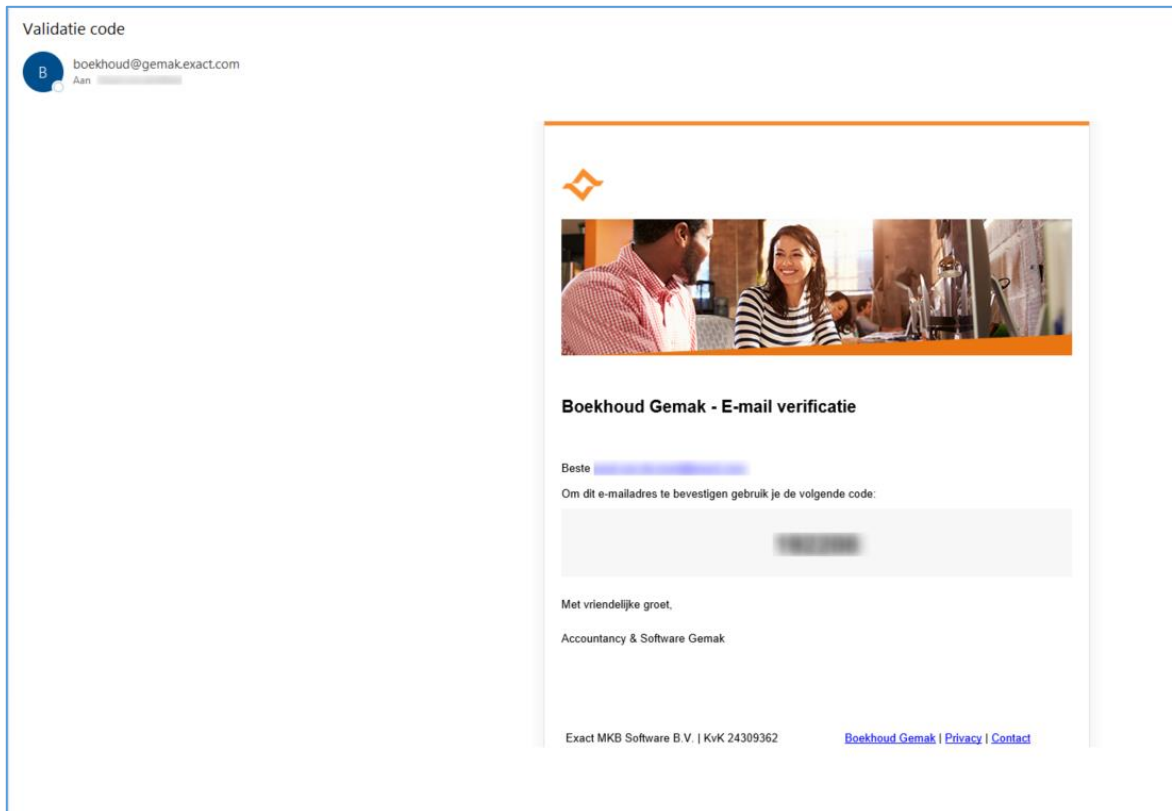 Validatie code
B
boekhoud@gemak.exact.com
Aan
Boekhoud Gemak - E-mail verificatie
Beste
Om dit e-mailadres te bevestigen gebruik je de volgende code:
Met vriendelijke groet,
Accountancy & Software Gemak
Exact MKB Software B.V. | KvK 24309362 Boekhoud Gemak | Privacy | Contact